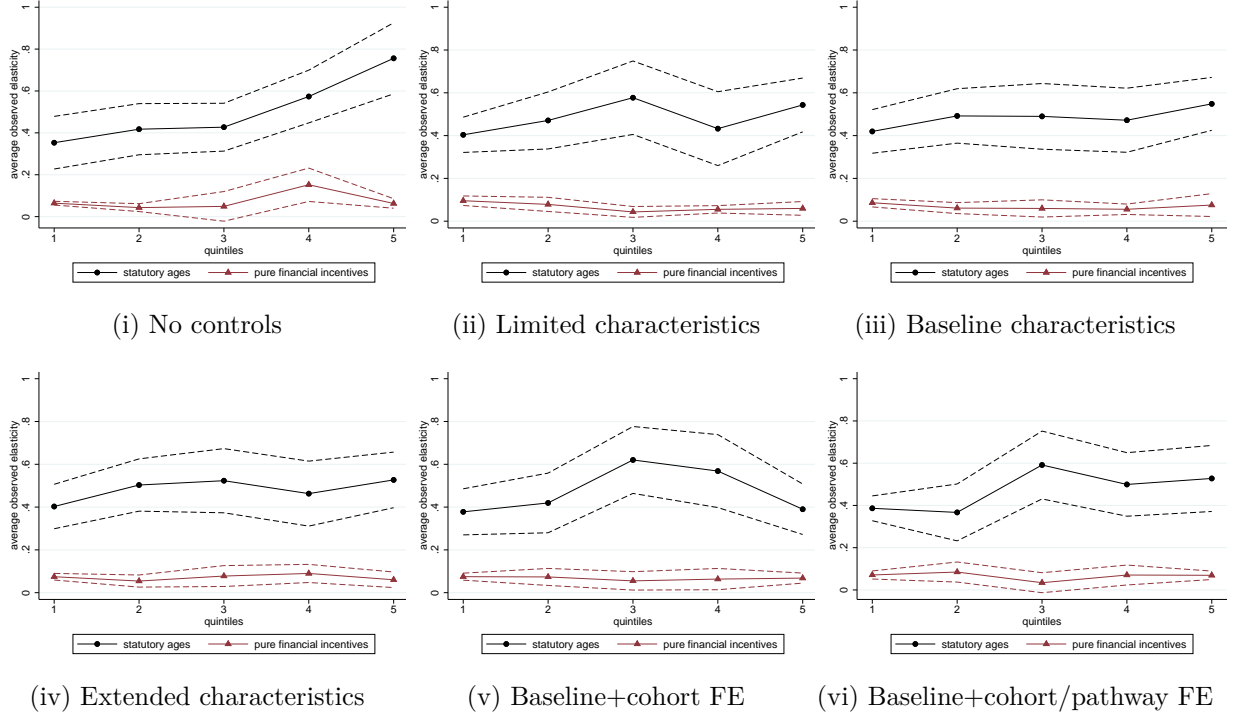 average observed elasticity
0 .2 .4 .6 .8 1
1 2 3 4 5
quintiles
statutory ages pure financial incentives
(i) No controls
average observed elasticity
0 .2 .4 .6 .8 1
1 2 3 4 5
quintiles
statutory ages pure financial incentives
(ii) Limited characteristics
average observed elasticity
0 .2 .4 .6 .8 1
1 2 3 4 5
quintiles
statutory ages pure financial incentives
(iii) Baseline characteristics
average observed elasticity
0 .2 .4 .6 .8 1
1 2 3 4 5
quintiles
statutory ages pure financial incentives
(iv) Extended characteristics
average observed elasticity
0 .2 .4 .6 .8 1
1 2 3 4 5
quintiles
statutory ages pure financial incentives
(v) Baseline+cohort FE
average observed elasticity
0 .2 .4 .6 .8 1
1 2 3 4 5
quintiles
statutory ages pure financial incentives
(vi) Baseline+cohort/pathway FE